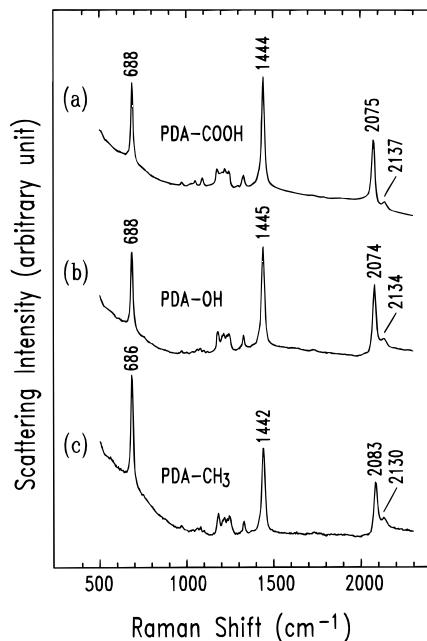 Scattering Intensity (arbitrary unit)
(a)
688
PDA-COOH
1444
2075
2137
(b)
688
PDA-OH
1445
2074
2134
(c)
686
PDA-CH₃
1442
2083
2130
500 1000 1500 2000
Raman Shift (cm⁻¹)